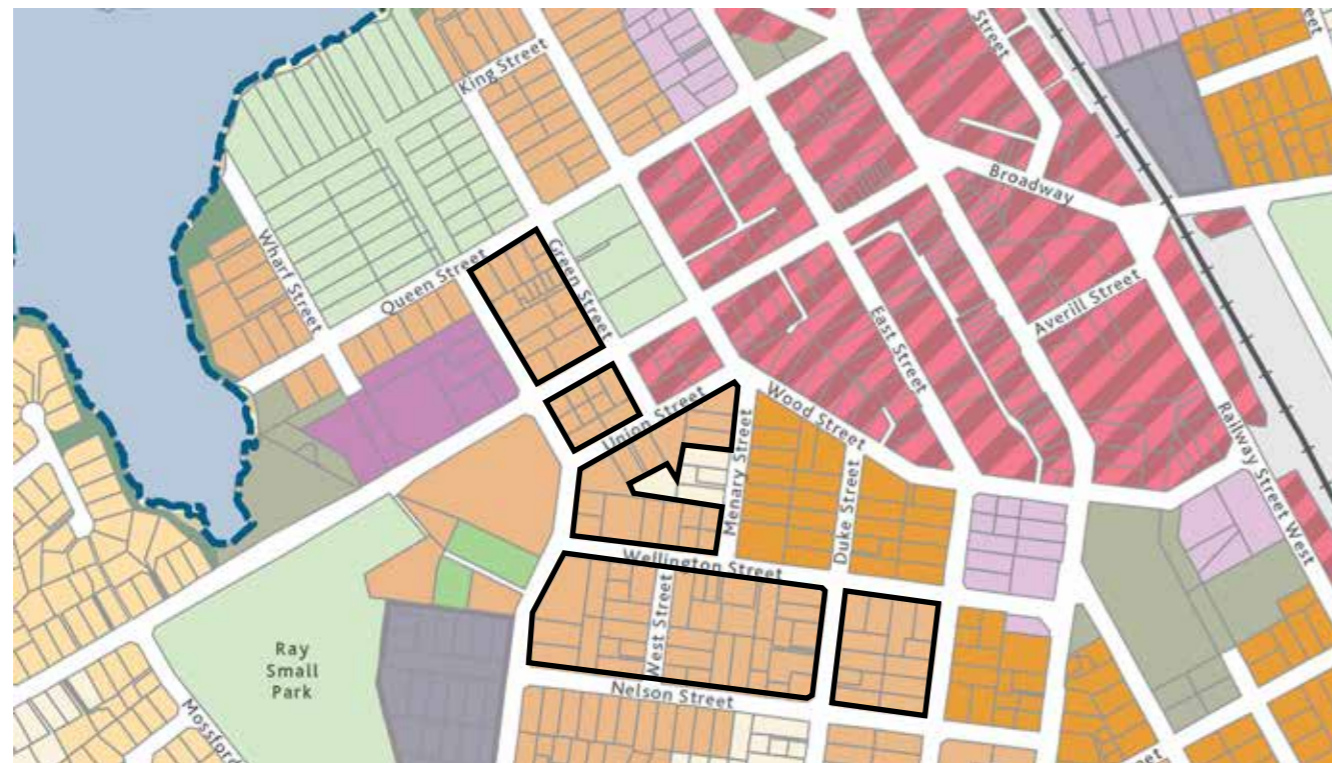 Street
King Street
Broadway
Wharf Street
Green Street
Queen Street
Averill Street
East Street
Union Street
Wood Street
Menary Street
Duke Street
Railway Street West
Wellington Street
West Street
Ray
Small
Park
Nelson Street